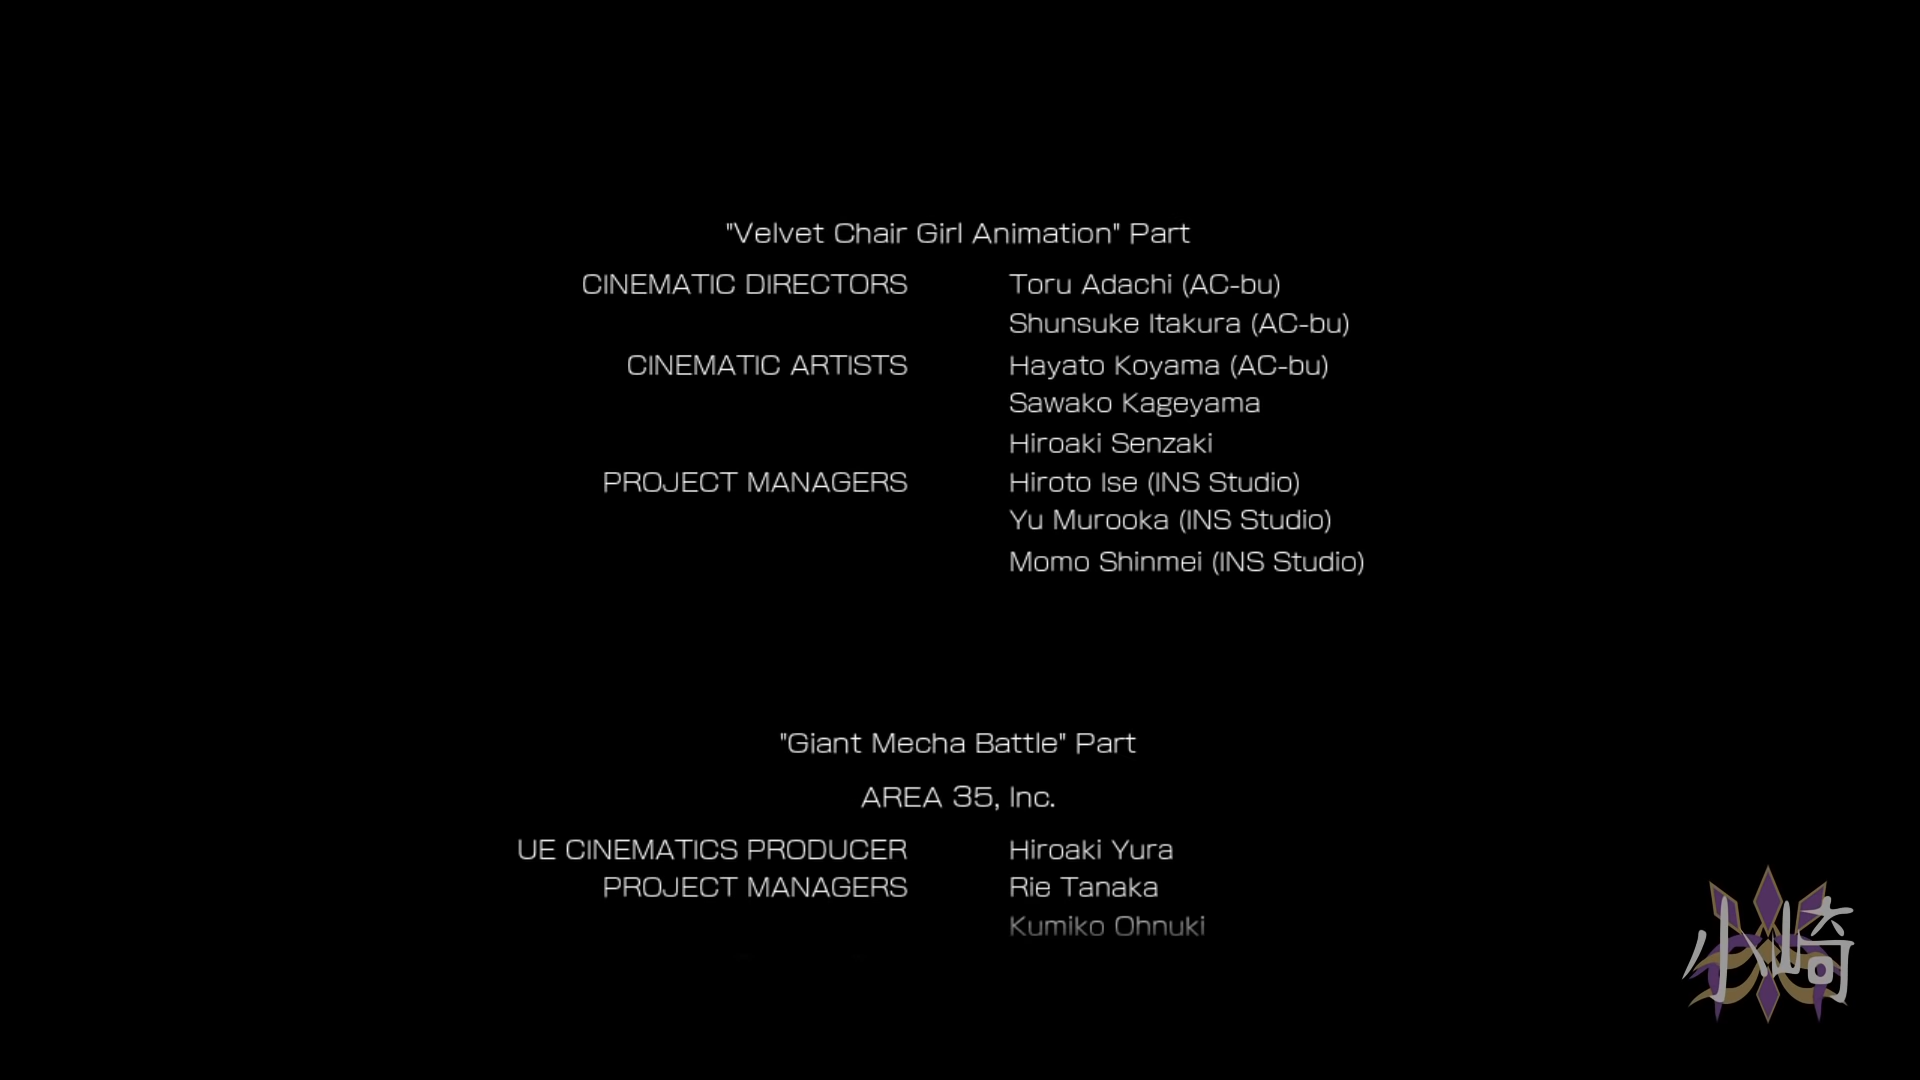 "Velvet Chair Girl Animation" Part
CINEMATIC DIRECTORS Toru Adachi (AC-bu)
Shunsuke Itakura (AC-bu)
CINEMATIC ARTISTS Hayato Koyama (AC-bu)
Sawako Kageyama
Hiroaki Senzaki
PROJECT MANAGERS Hiroto Ise (INS Studio)
Yu Murooka (INS Studio)
Momo Shinmei (INS Studio)
"Giant Mecha Battle" Part
AREA 35, Inc.
UE CINEMATICS PRODUCER Hiroaki Yura
PROJECT MANAGERS Rie Tanaka
Kumiko Ohnuki
小崎